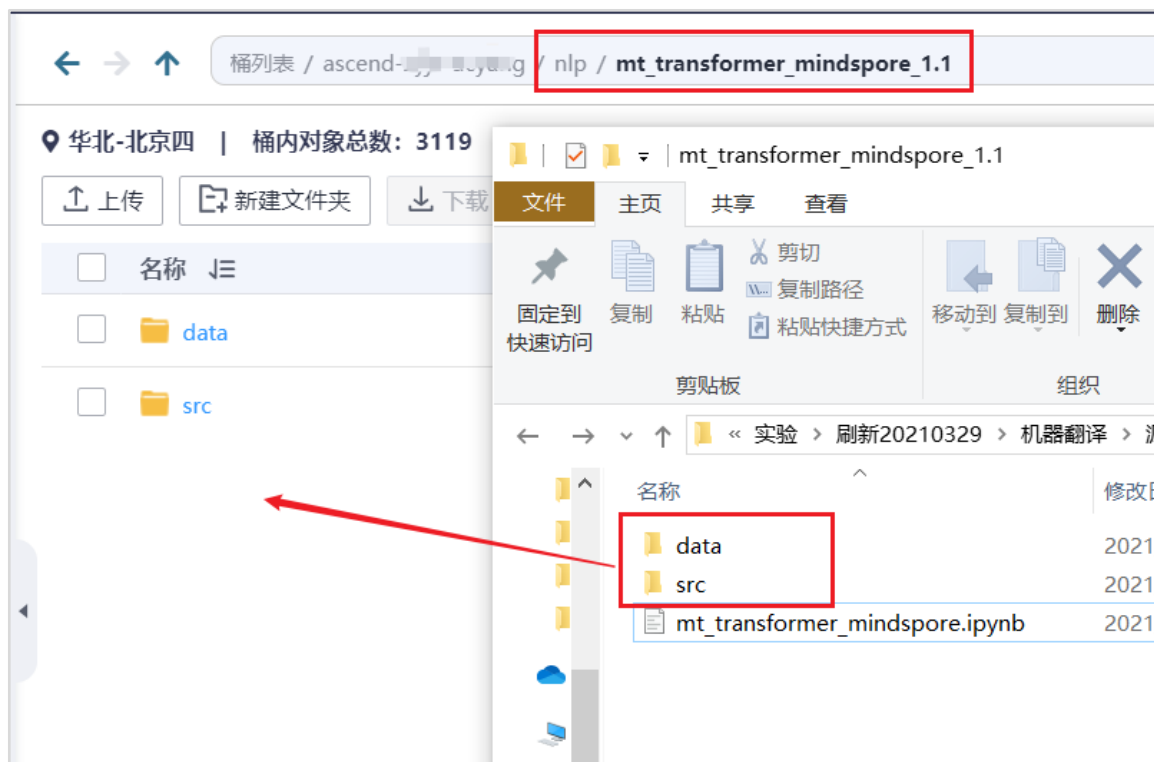 桶列表 / ascend- / nlp / mt_transformer_mindspore_1.1
华北-北京四 | 桶内对象总数：3119
上传 新建文件夹 下载
名称
data
src
mt_transformer_mindspore_1.1
文件 主页 共享 查看
固定到快速访问
复制
粘贴
剪切
复制路径
粘贴快捷方式
移动到 复制到 删除
剪贴板 组织
« 实验 > 刷新20210329 > 机器翻译 >
名称 修改
data 2021
src 2021
mt_transformer_mindspore.ipynb 2021